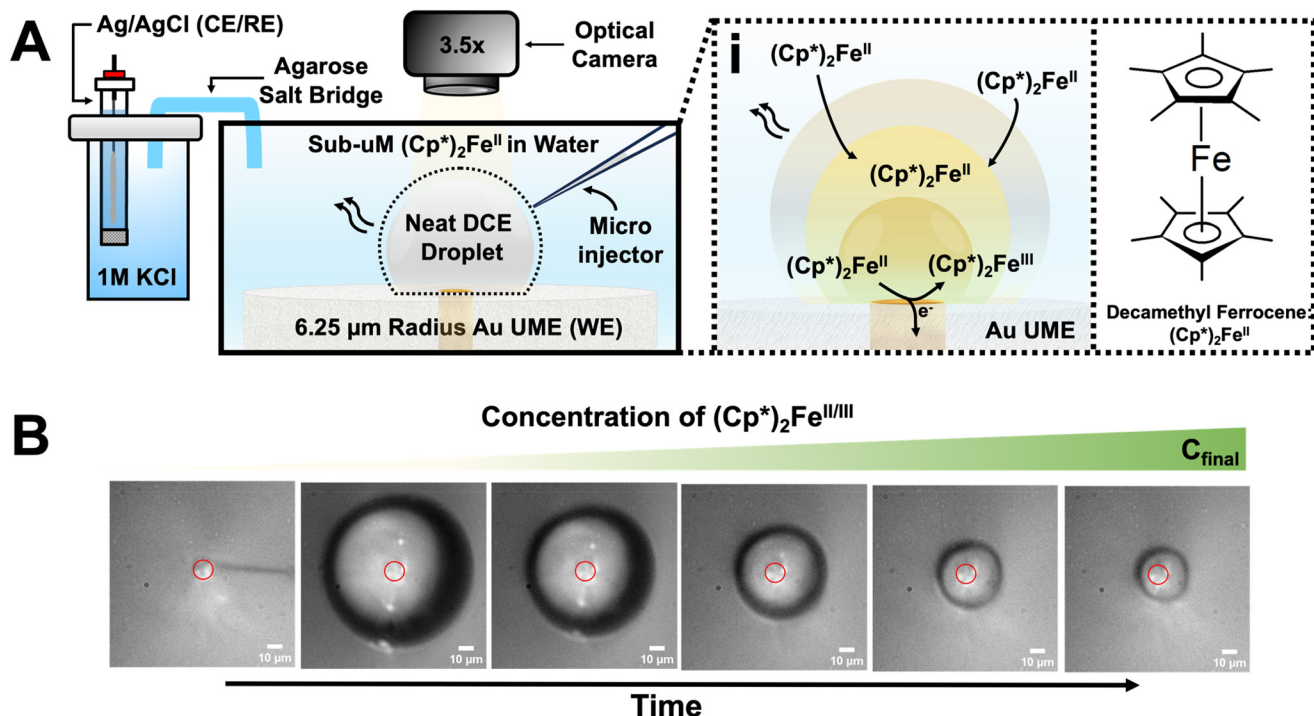 A
Ag/AgCl (CE/RE)
Agarose
Salt Bridge
1M KCl
3.5x
Optical
Camera
Sub-uM (Cp*)₂Feᴵᴵ in Water
Neat DCE
Droplet
Micro
injector
6.25 µm Radius Au UME (WE)
i
(Cp*)₂Feᴵᴵ
(Cp*)₂Feᴵᴵ
(Cp*)₂Feᴵᴵ
(Cp*)₂Feᴵᴵ
(Cp*)₂Feᴵᴵᴵ
e⁻
Au UME
Fe
Decamethyl Ferrocene:
(Cp*)₂Feᴵᴵ
B
Concentration of (Cp*)₂Feᴵᴵ/ᴵᴵᴵ
C_final
10 µm
10 µm
10 µm
10 µm
10 µm
10 µm
Time